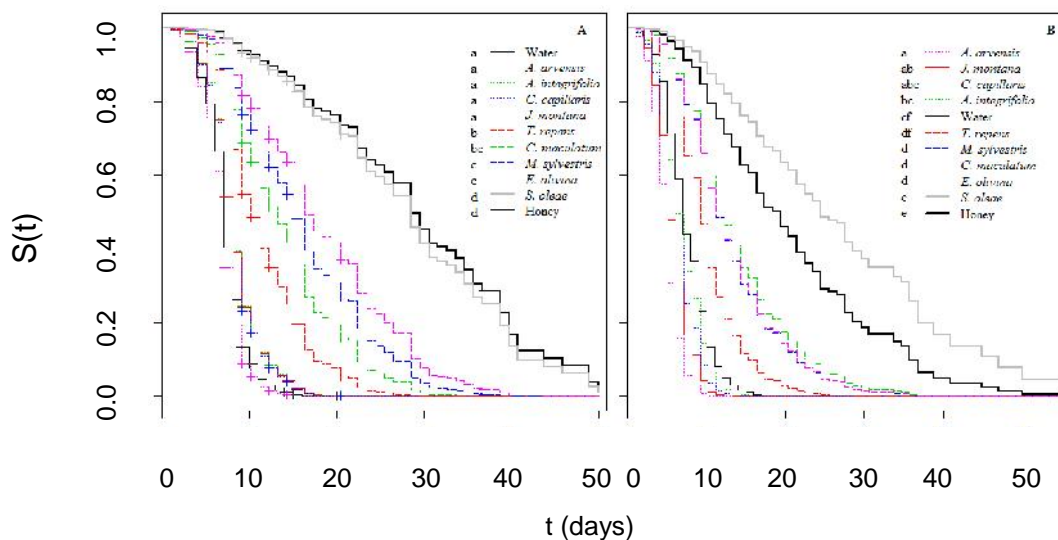 A
a Water
a A. arvensis
a A. integrifolia
a C. capillaris
a J. montana
b T. repens
bc C. maculatum
c M. sylvestris
c E. olivina
d S. oleae
d Honey
B
a A. arvensis
ab J. montana
abc C. capillaris
bc A. integrifolia
cf Water
df T. repens
d M. sylvestris
d C. maculatum
d E. olivina
e S. oleae
e Honey
S(t)
1.0
0.8
0.6
0.4
0.2
0.0
0 10 20 30 40 50 0 10 20 30 40 50
t (days)